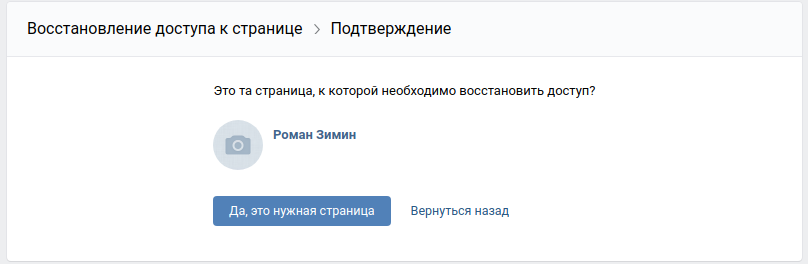 Восстановление доступа к странице > Подтверждение
Это та страница, к которой необходимо восстановить доступ?
Роман Зимин
Да, это нужная страница Вернуться назад